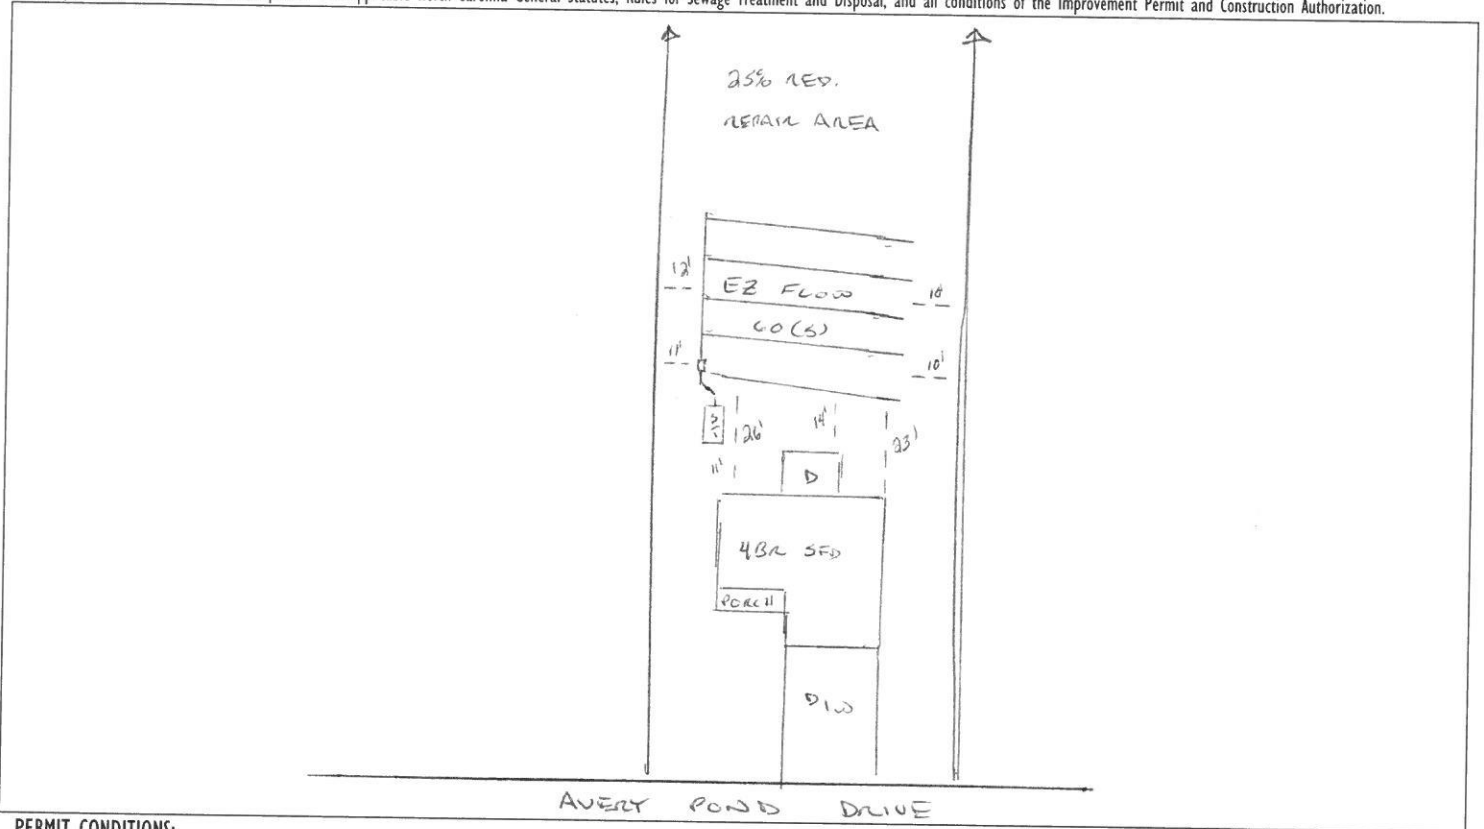 applicable North Carolina General Statutes, Rules for Sewage Treatment and Disposal, and all conditions of the Improvement Permit and Construction Authorization.
25% RED.
REPAIR AREA
12'
EZ FLOW
10'
60(5)
11'
10'
26'
14'
23'
11'
D
4BR SFD
PORCH
D/W
AVERY POND DRIVE
PERMIT CONDITIONS: